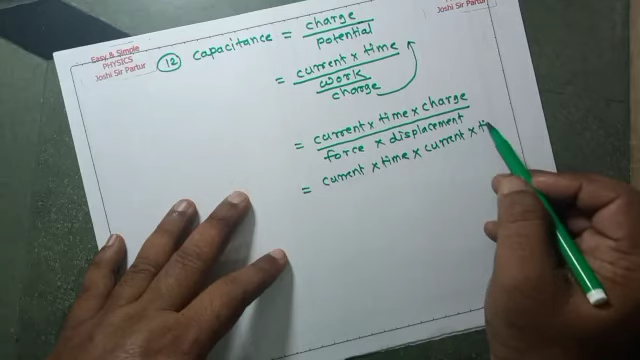 Easy & Simple
PHYSICS
Joshi Sir Partur
Joshi Sir Partur
12 capacitance = charge
potential
= current x time
work
charge
= current x time x charge
force x displacement
= current x time x current x ti